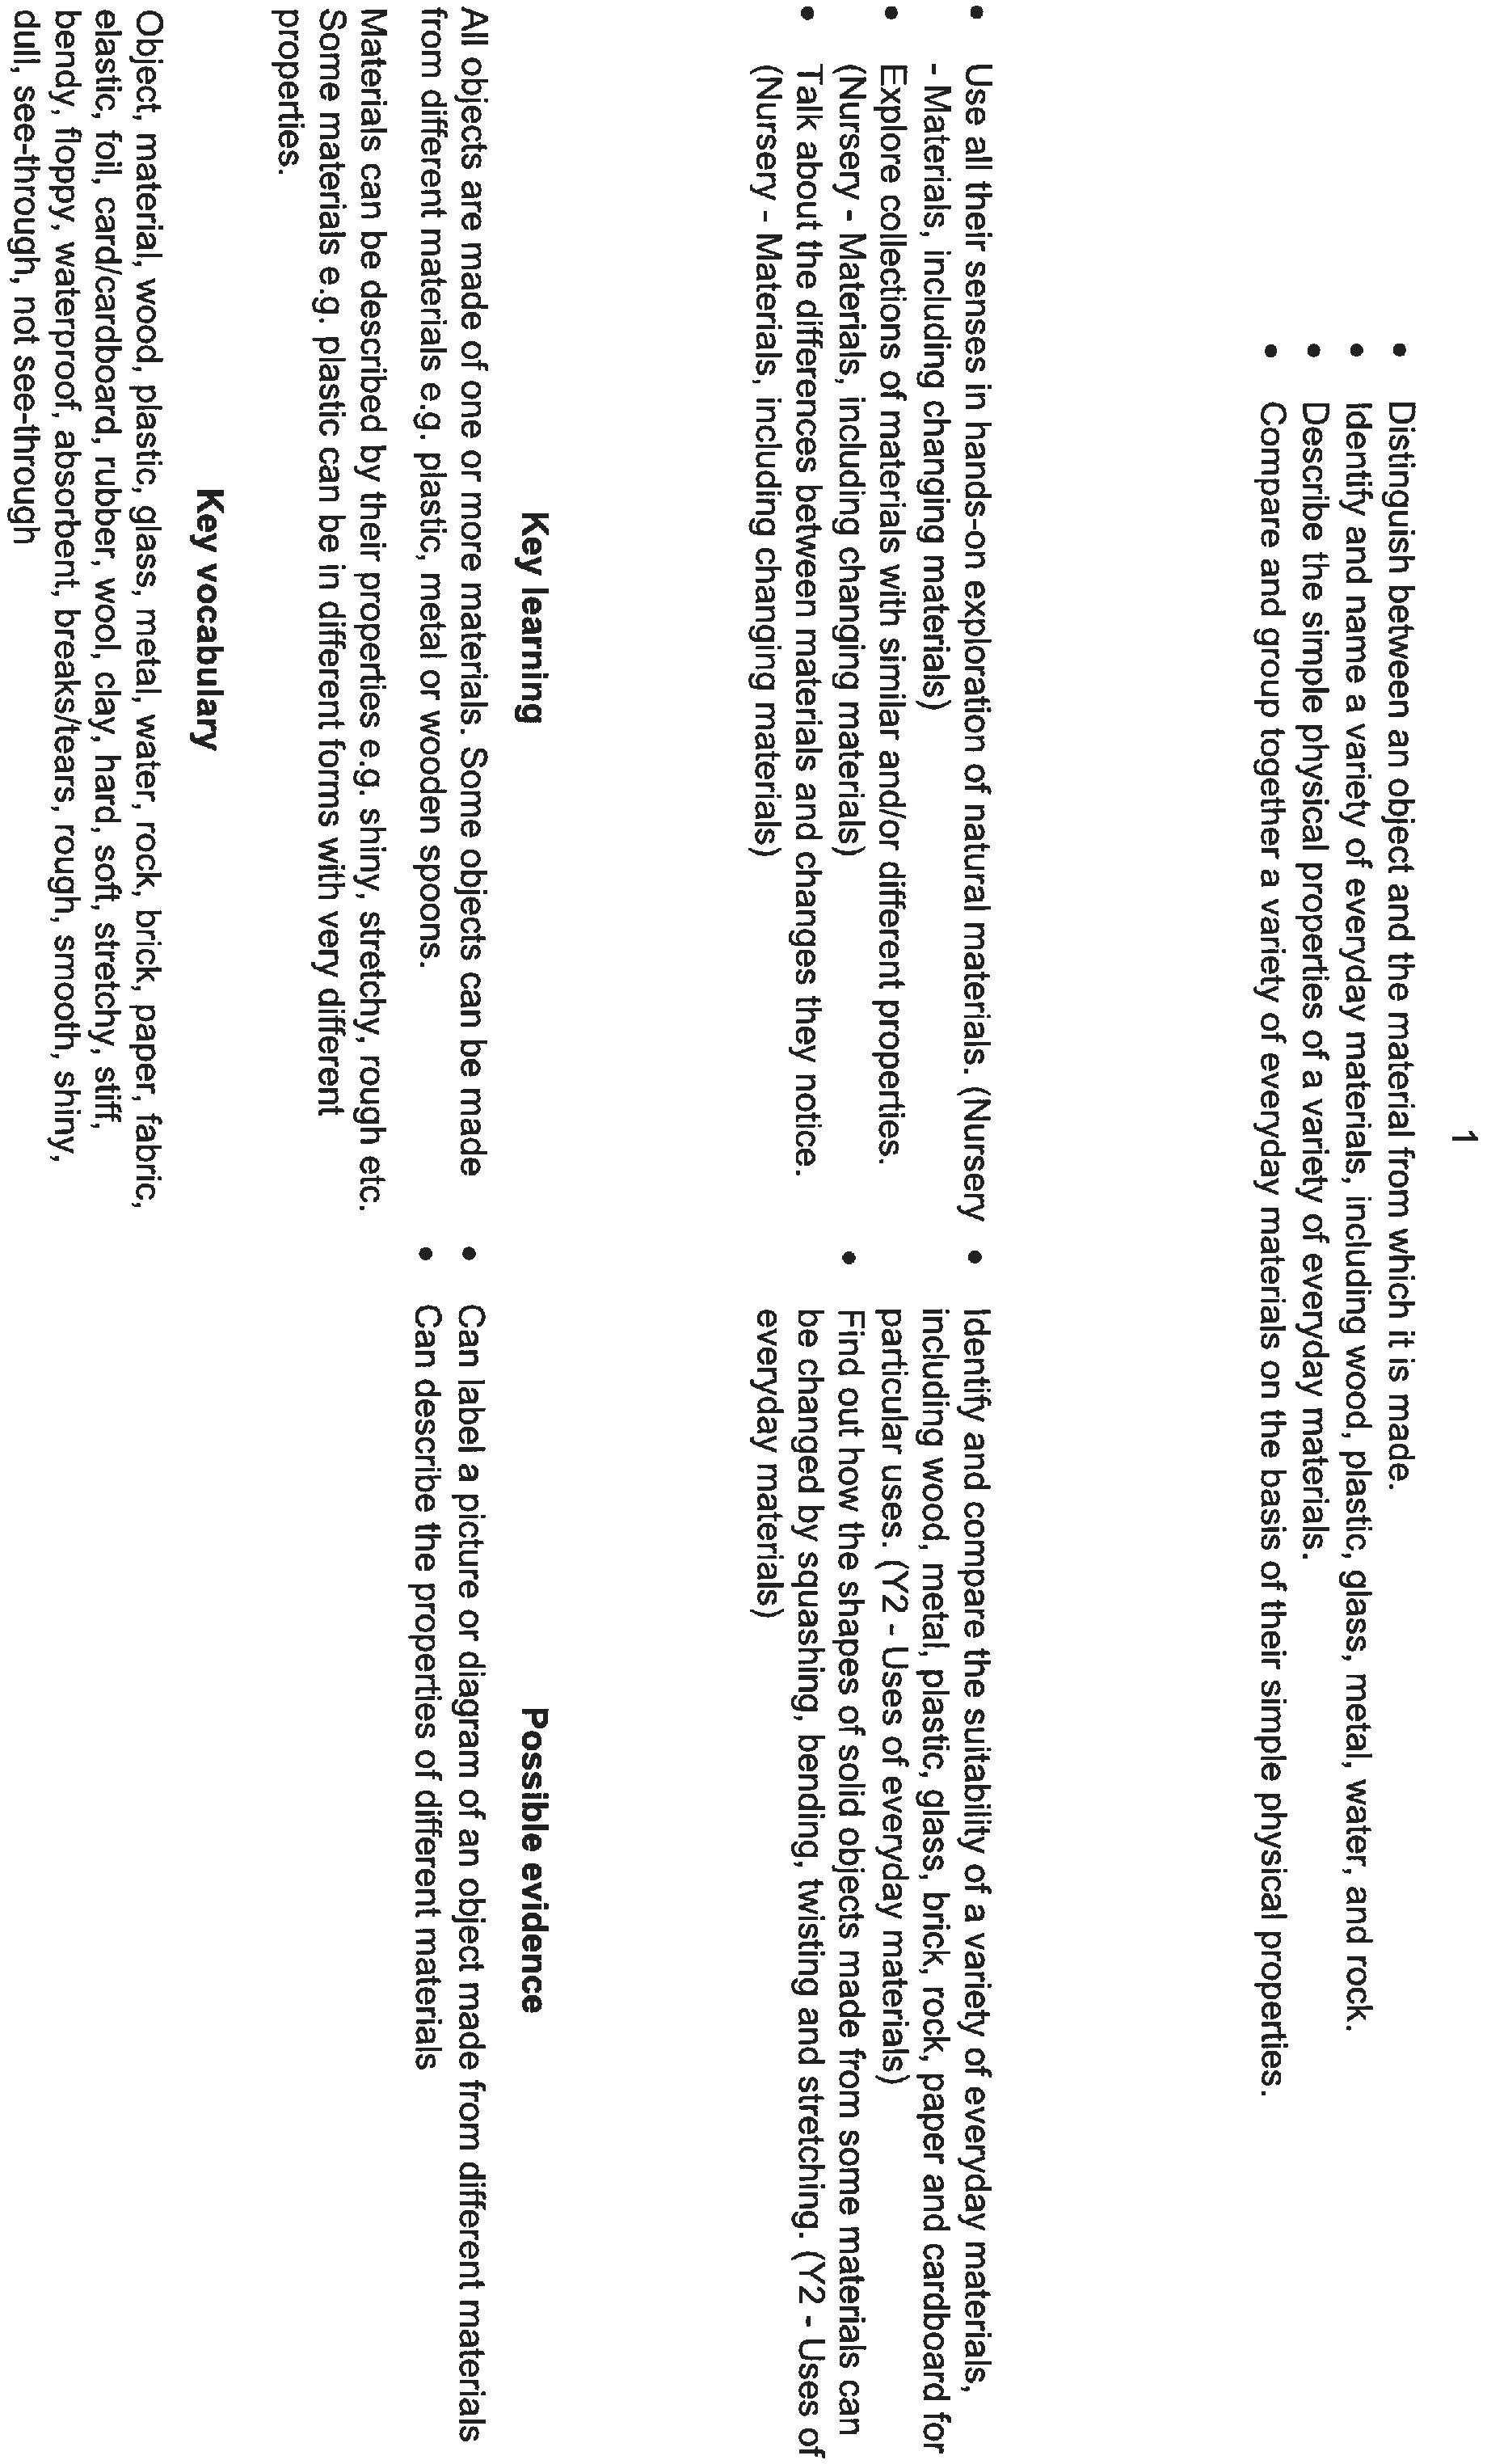 1
• Distinguish between an object and the material from which it is made.
• Identify and name a variety of everyday materials, including wood, plastic, glass, metal, water, and rock.
• Describe the simple physical properties of a variety of everyday materials.
• Compare and group together a variety of everyday materials on the basis of their simple physical properties.
• Use all their senses in hands-on exploration of natural materials. (Nursery
- Materials, including changing materials)
• Explore collections of materials with similar and/or different properties.
(Nursery - Materials, including changing materials)
• Talk about the differences between materials and changes they notice.
(Nursery - Materials, including changing materials)
• Identify and compare the suitability of a variety of everyday materials,
including wood, metal, plastic, glass, brick, rock, paper and cardboard for
particular uses. (Y2 - Uses of everyday materials)
• Find out how the shapes of solid objects made from some materials can
be changed by squashing, bending, twisting and stretching. (Y2 - Uses of
everyday materials)
Key learning
All objects are made of one or more materials. Some objects can be made
from different materials e.g. plastic, metal or wooden spoons.
Materials can be described by their properties e.g. shiny, stretchy, rough etc.
Some materials e.g. plastic can be in different forms with very different
properties.
Key vocabulary
Object, material, wood, plastic, glass, metal, water, rock, brick, paper, fabric,
elastic, foil, card/cardboard, rubber, wool, clay, hard, soft, stretchy, stiff,
bendy, floppy, waterproof, absorbent, breaks/tears, rough, smooth, shiny,
dull, see-through, not see-through
Possible evidence
• Can label a picture or diagram of an object made from different materials
• Can describe the properties of different materials